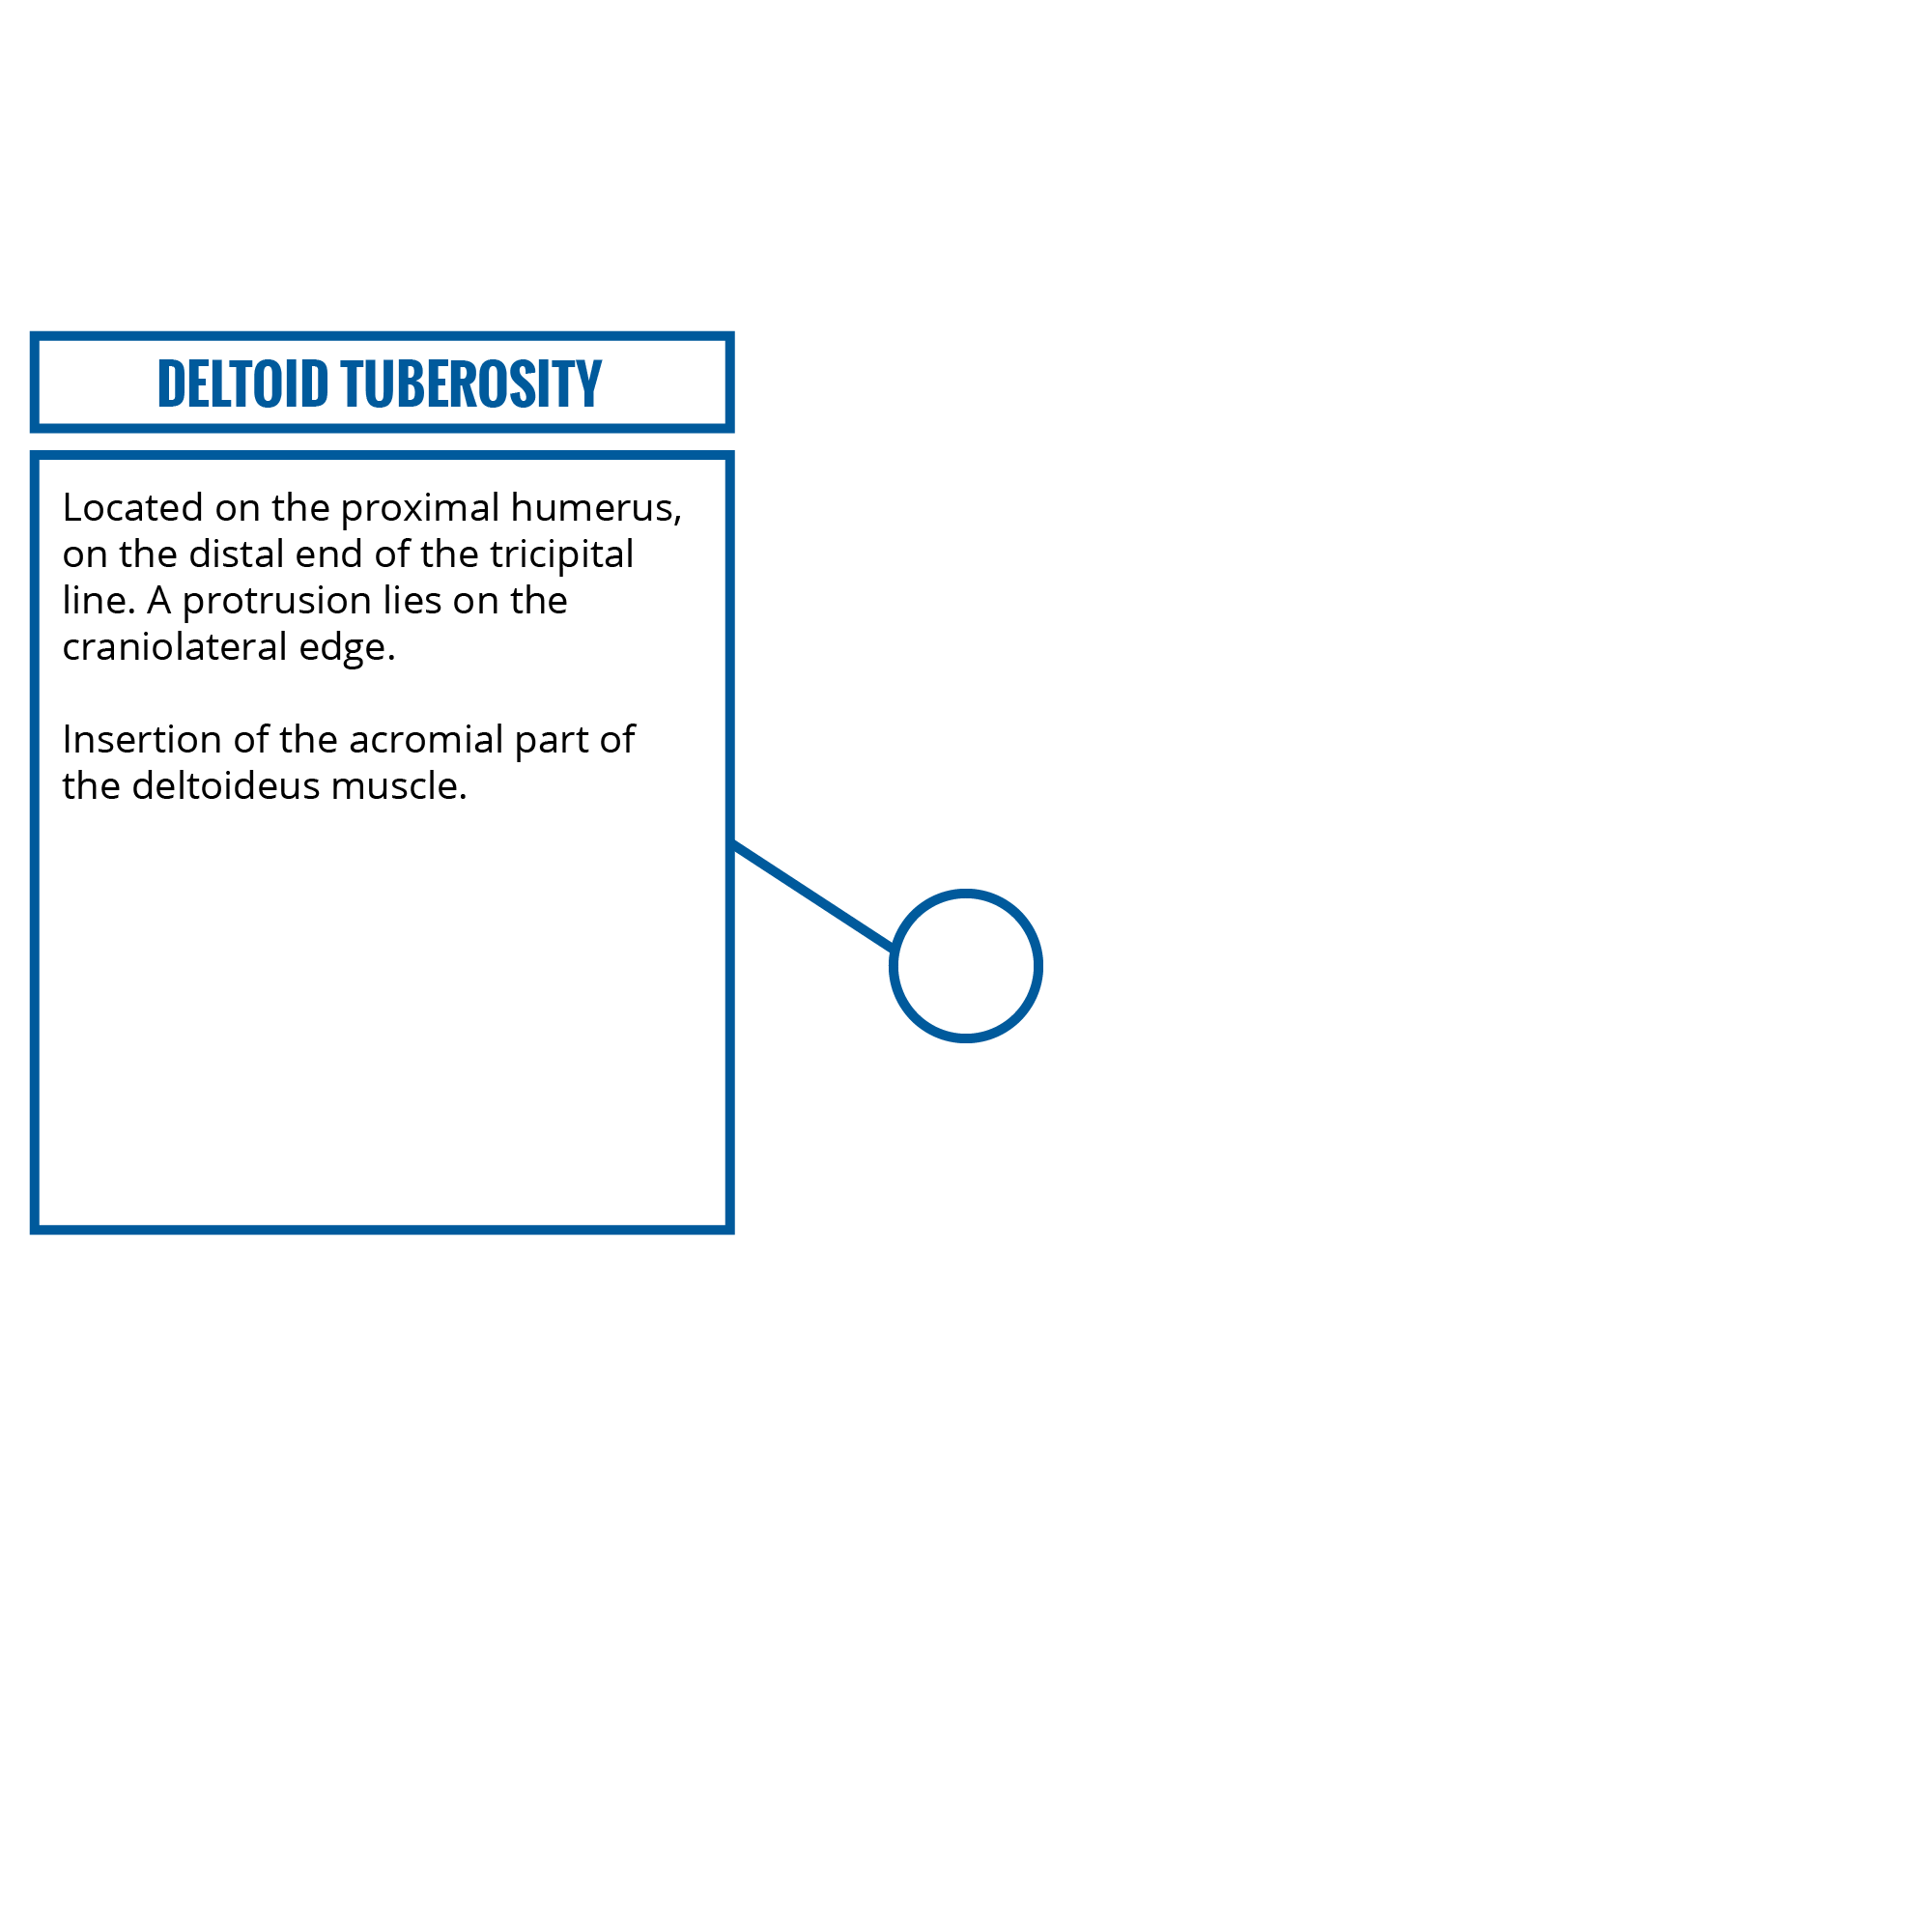 DELTOID TUBEROSITY
Located on the proximal humerus,
on the distal end of the tricipital
line. A protrusion lies on the
craniolateral edge.
Insertion of the acromial part of
the deltoideus muscle.